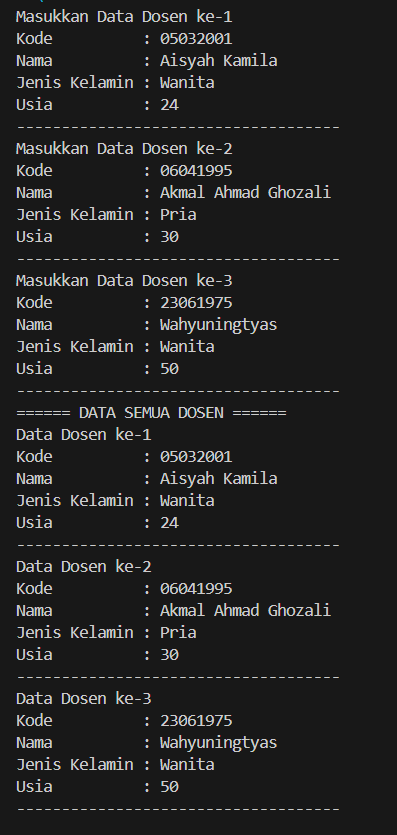 Masukkan Data Dosen ke-1
Kode          : 05032001
Nama          : Aisyah Kamila
Jenis Kelamin : Wanita
Usia          : 24
------------------------------------
Masukkan Data Dosen ke-2
Kode          : 06041995
Nama          : Akmal Ahmad Ghozali
Jenis Kelamin : Pria
Usia          : 30
------------------------------------
Masukkan Data Dosen ke-3
Kode          : 23061975
Nama          : Wahyuningtyas
Jenis Kelamin : Wanita
Usia          : 50
------------------------------------
====== DATA SEMUA DOSEN ======
Data Dosen ke-1
Kode          : 05032001
Nama          : Aisyah Kamila
Jenis Kelamin : Wanita
Usia          : 24
------------------------------------
Data Dosen ke-2
Kode          : 06041995
Nama          : Akmal Ahmad Ghozali
Jenis Kelamin : Pria
Usia          : 30
------------------------------------
Data Dosen ke-3
Kode          : 23061975
Nama          : Wahyuningtyas
Jenis Kelamin : Wanita
Usia          : 50
------------------------------------